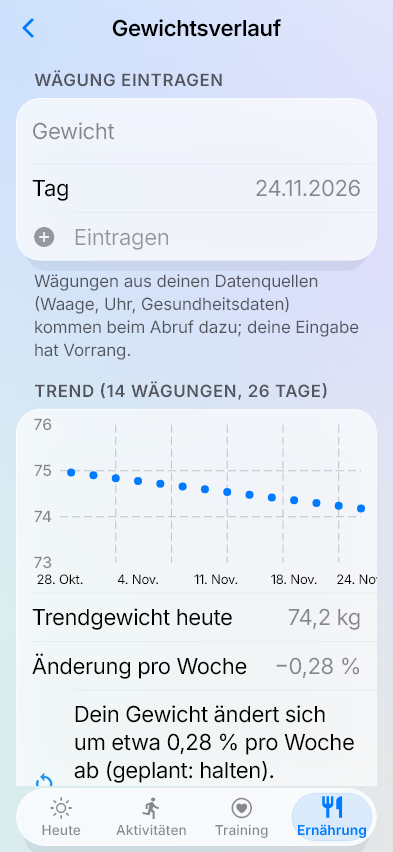 Gewichtsverlauf
WÄGUNG EINTRAGEN
Gewicht
Tag 24.11.2026
Eintragen
Wägungen aus deinen Datenquellen
(Waage, Uhr, Gesundheitsdaten)
kommen beim Abruf dazu; deine Eingabe
hat Vorrang.
TREND (14 WÄGUNGEN, 26 TAGE)
76
75
74
73
28. Okt. 4. Nov. 11. Nov. 18. Nov. 24. Nov
Trendgewicht heute 74,2 kg
Änderung pro Woche −0,28 %
Dein Gewicht ändert sich
um etwa 0,28 % pro Woche
ab (geplant: halten).
Heute Aktivitäten Training Ernährung